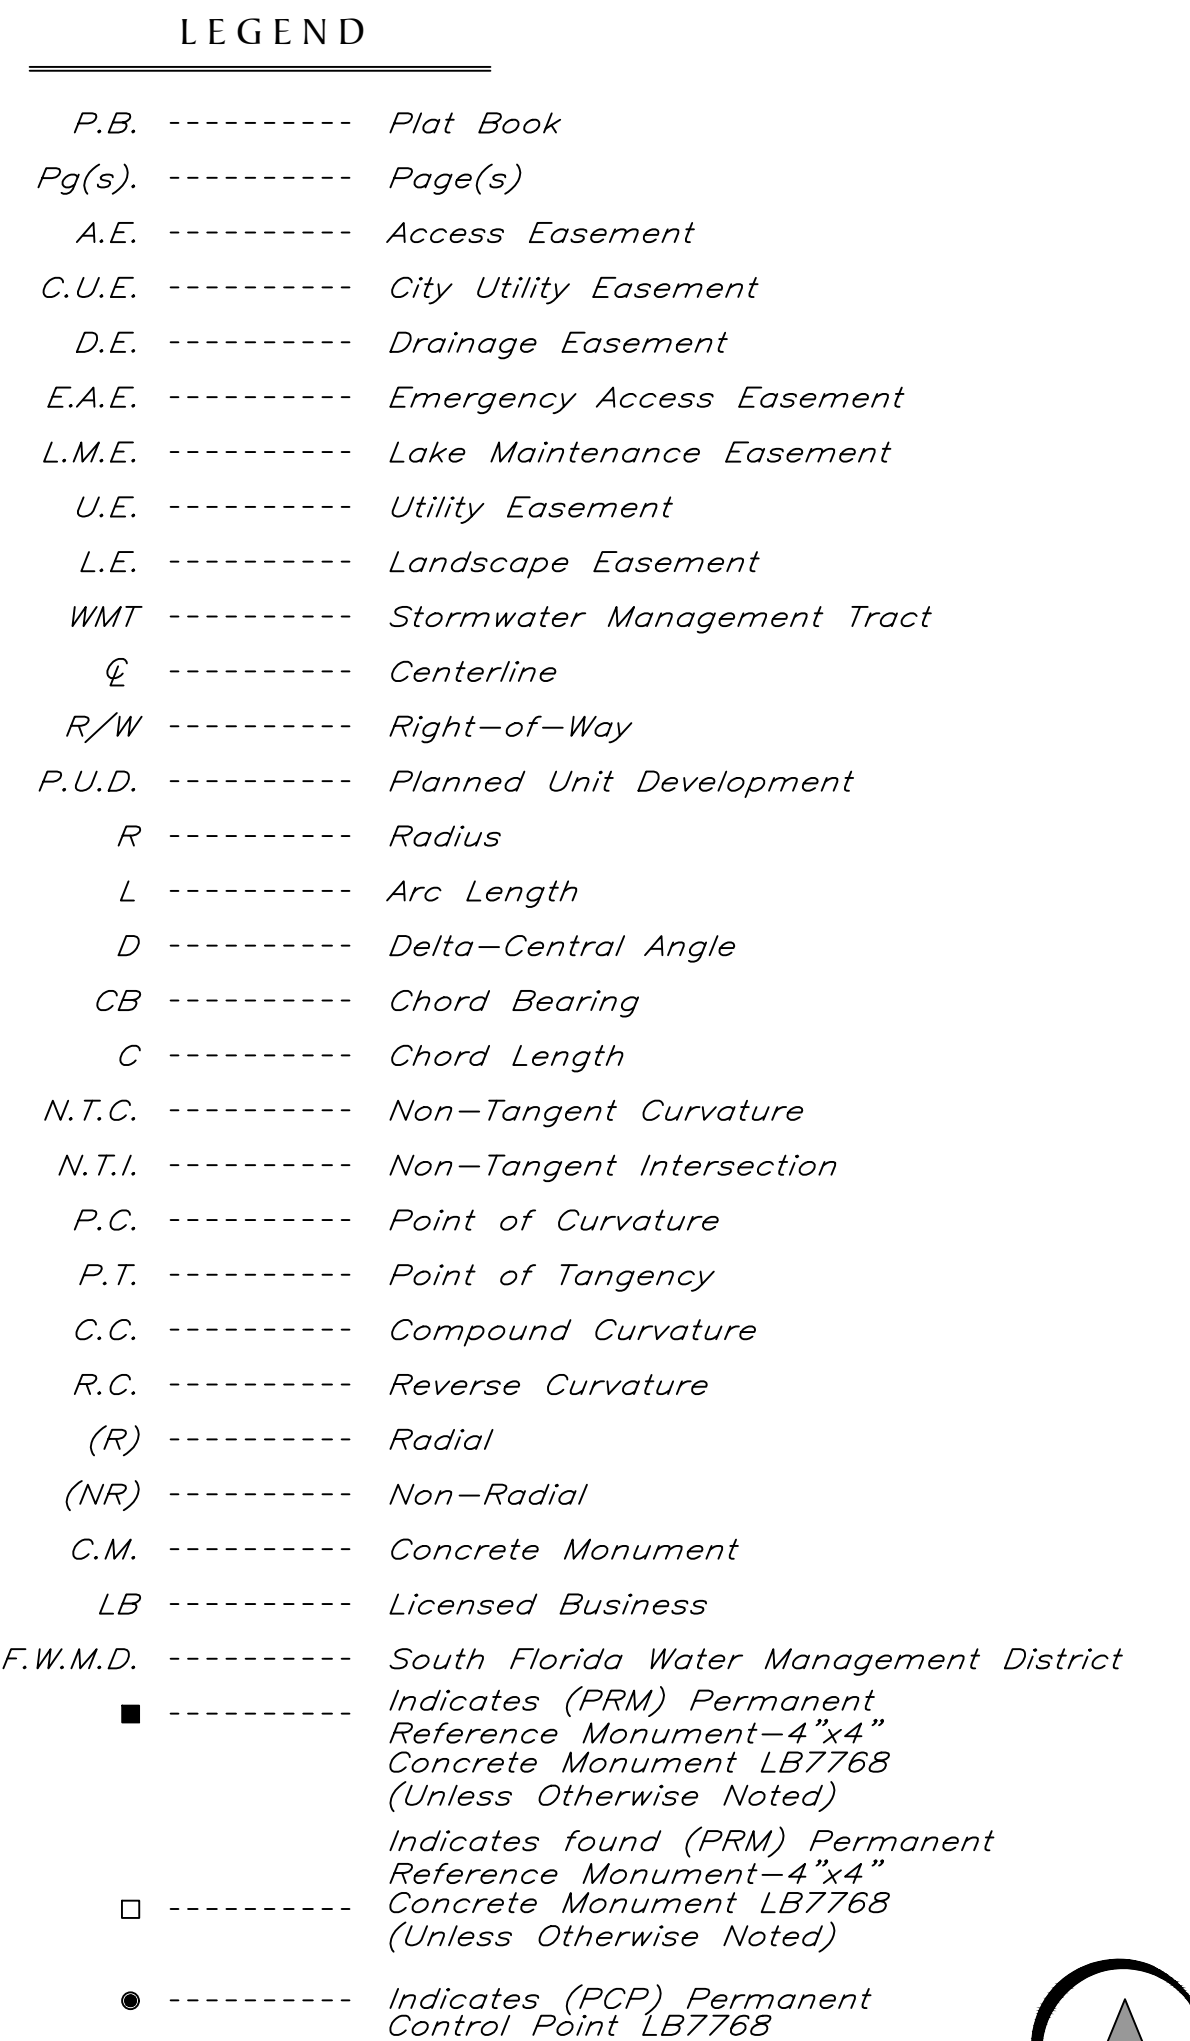 LEGEND
P.B. ---------- Plat Book
Pg(s). ---------- Page(s)
A.E. ---------- Access Easement
C.U.E. ---------- City Utility Easement
D.E. ---------- Drainage Easement
E.A.E. ---------- Emergency Access Easement
L.M.E. ---------- Lake Maintenance Easement
U.E. ---------- Utility Easement
L.E. ---------- Landscape Easement
WMT ---------- Stormwater Management Tract
℄ ---------- Centerline
R/W ---------- Right-of-Way
P.U.D. ---------- Planned Unit Development
R ---------- Radius
L ---------- Arc Length
D ---------- Delta-Central Angle
CB ---------- Chord Bearing
C ---------- Chord Length
N.T.C. ---------- Non-Tangent Curvature
N.T.I. ---------- Non-Tangent Intersection
P.C. ---------- Point of Curvature
P.T. ---------- Point of Tangency
C.C. ---------- Compound Curvature
R.C. ---------- Reverse Curvature
(R) ---------- Radial
(NR) ---------- Non-Radial
C.M. ---------- Concrete Monument
LB ---------- Licensed Business
F.W.M.D. ---------- South Florida Water Management District
■ ---------- Indicates (PRM) Permanent
Reference Monument-4"x4"
Concrete Monument LB7768
(Unless Otherwise Noted)
Indicates found (PRM) Permanent
Reference Monument-4"x4"
□ ---------- Concrete Monument LB7768
(Unless Otherwise Noted)
◉ ---------- Indicates (PCP) Permanent
Control Point LB7768